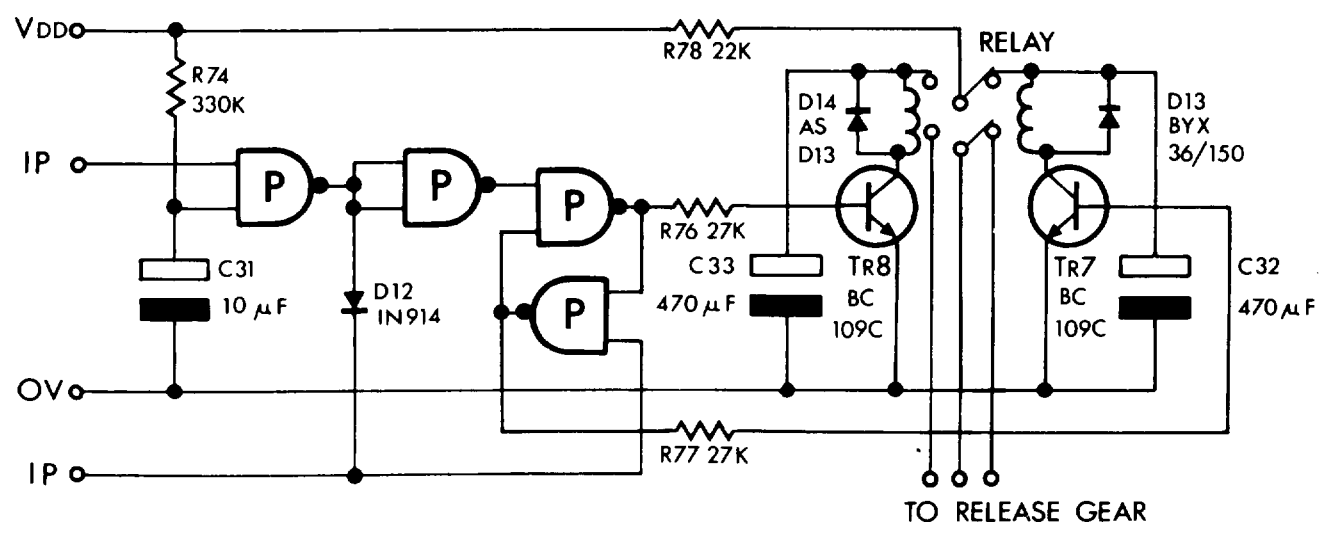 VDD
R74
330K
R78 22K
RELAY
IP
P
P
P
P
D14
AS
D13
D13
BYX
36/150
R76 27K
C31
10 μF
D12
IN914
C33
470 μF
TR8
BC
109C
TR7
BC
109C
C32
470 μF
OV
R77 27K
IP
TO RELEASE GEAR